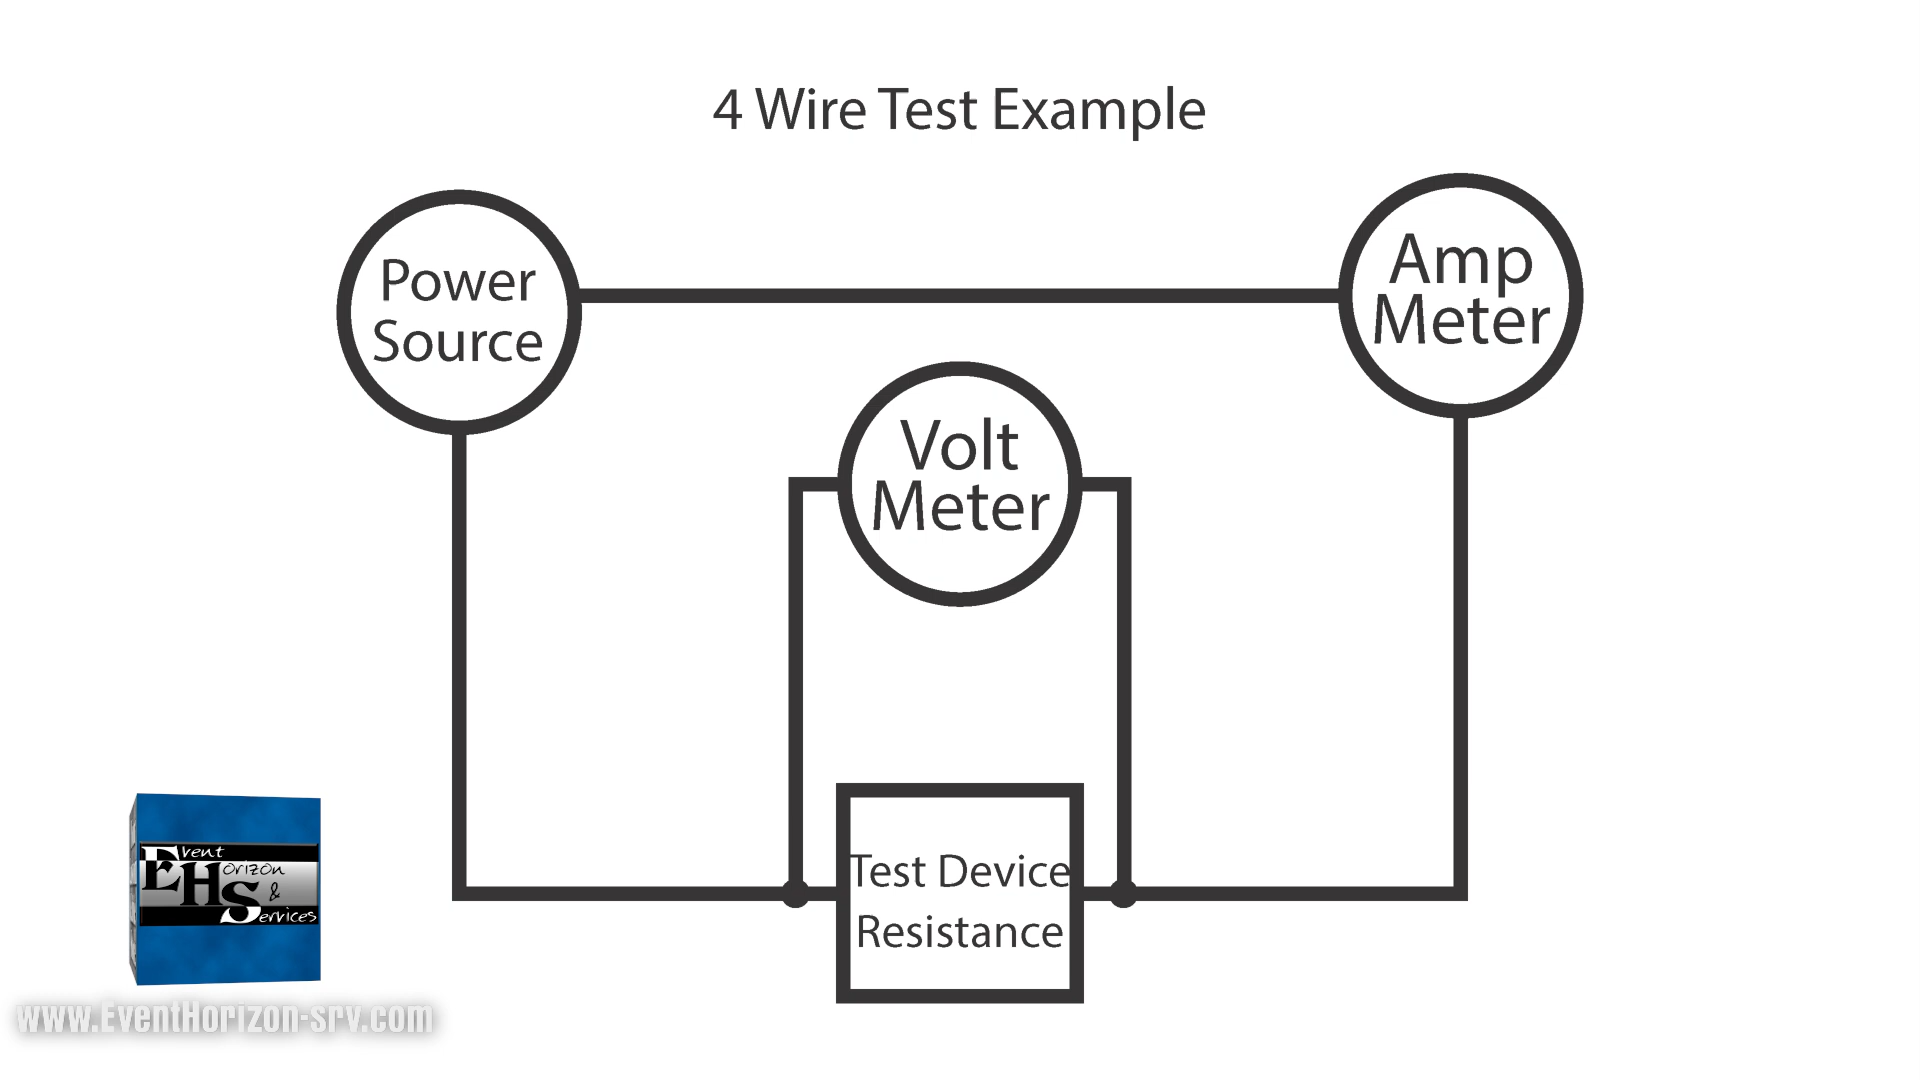 4 Wire Test Example
Power
Source
Amp
Meter
Volt
Meter
Test Device
Resistance
Event
Horizon
&
Services
www.EventHorizon-srv.com